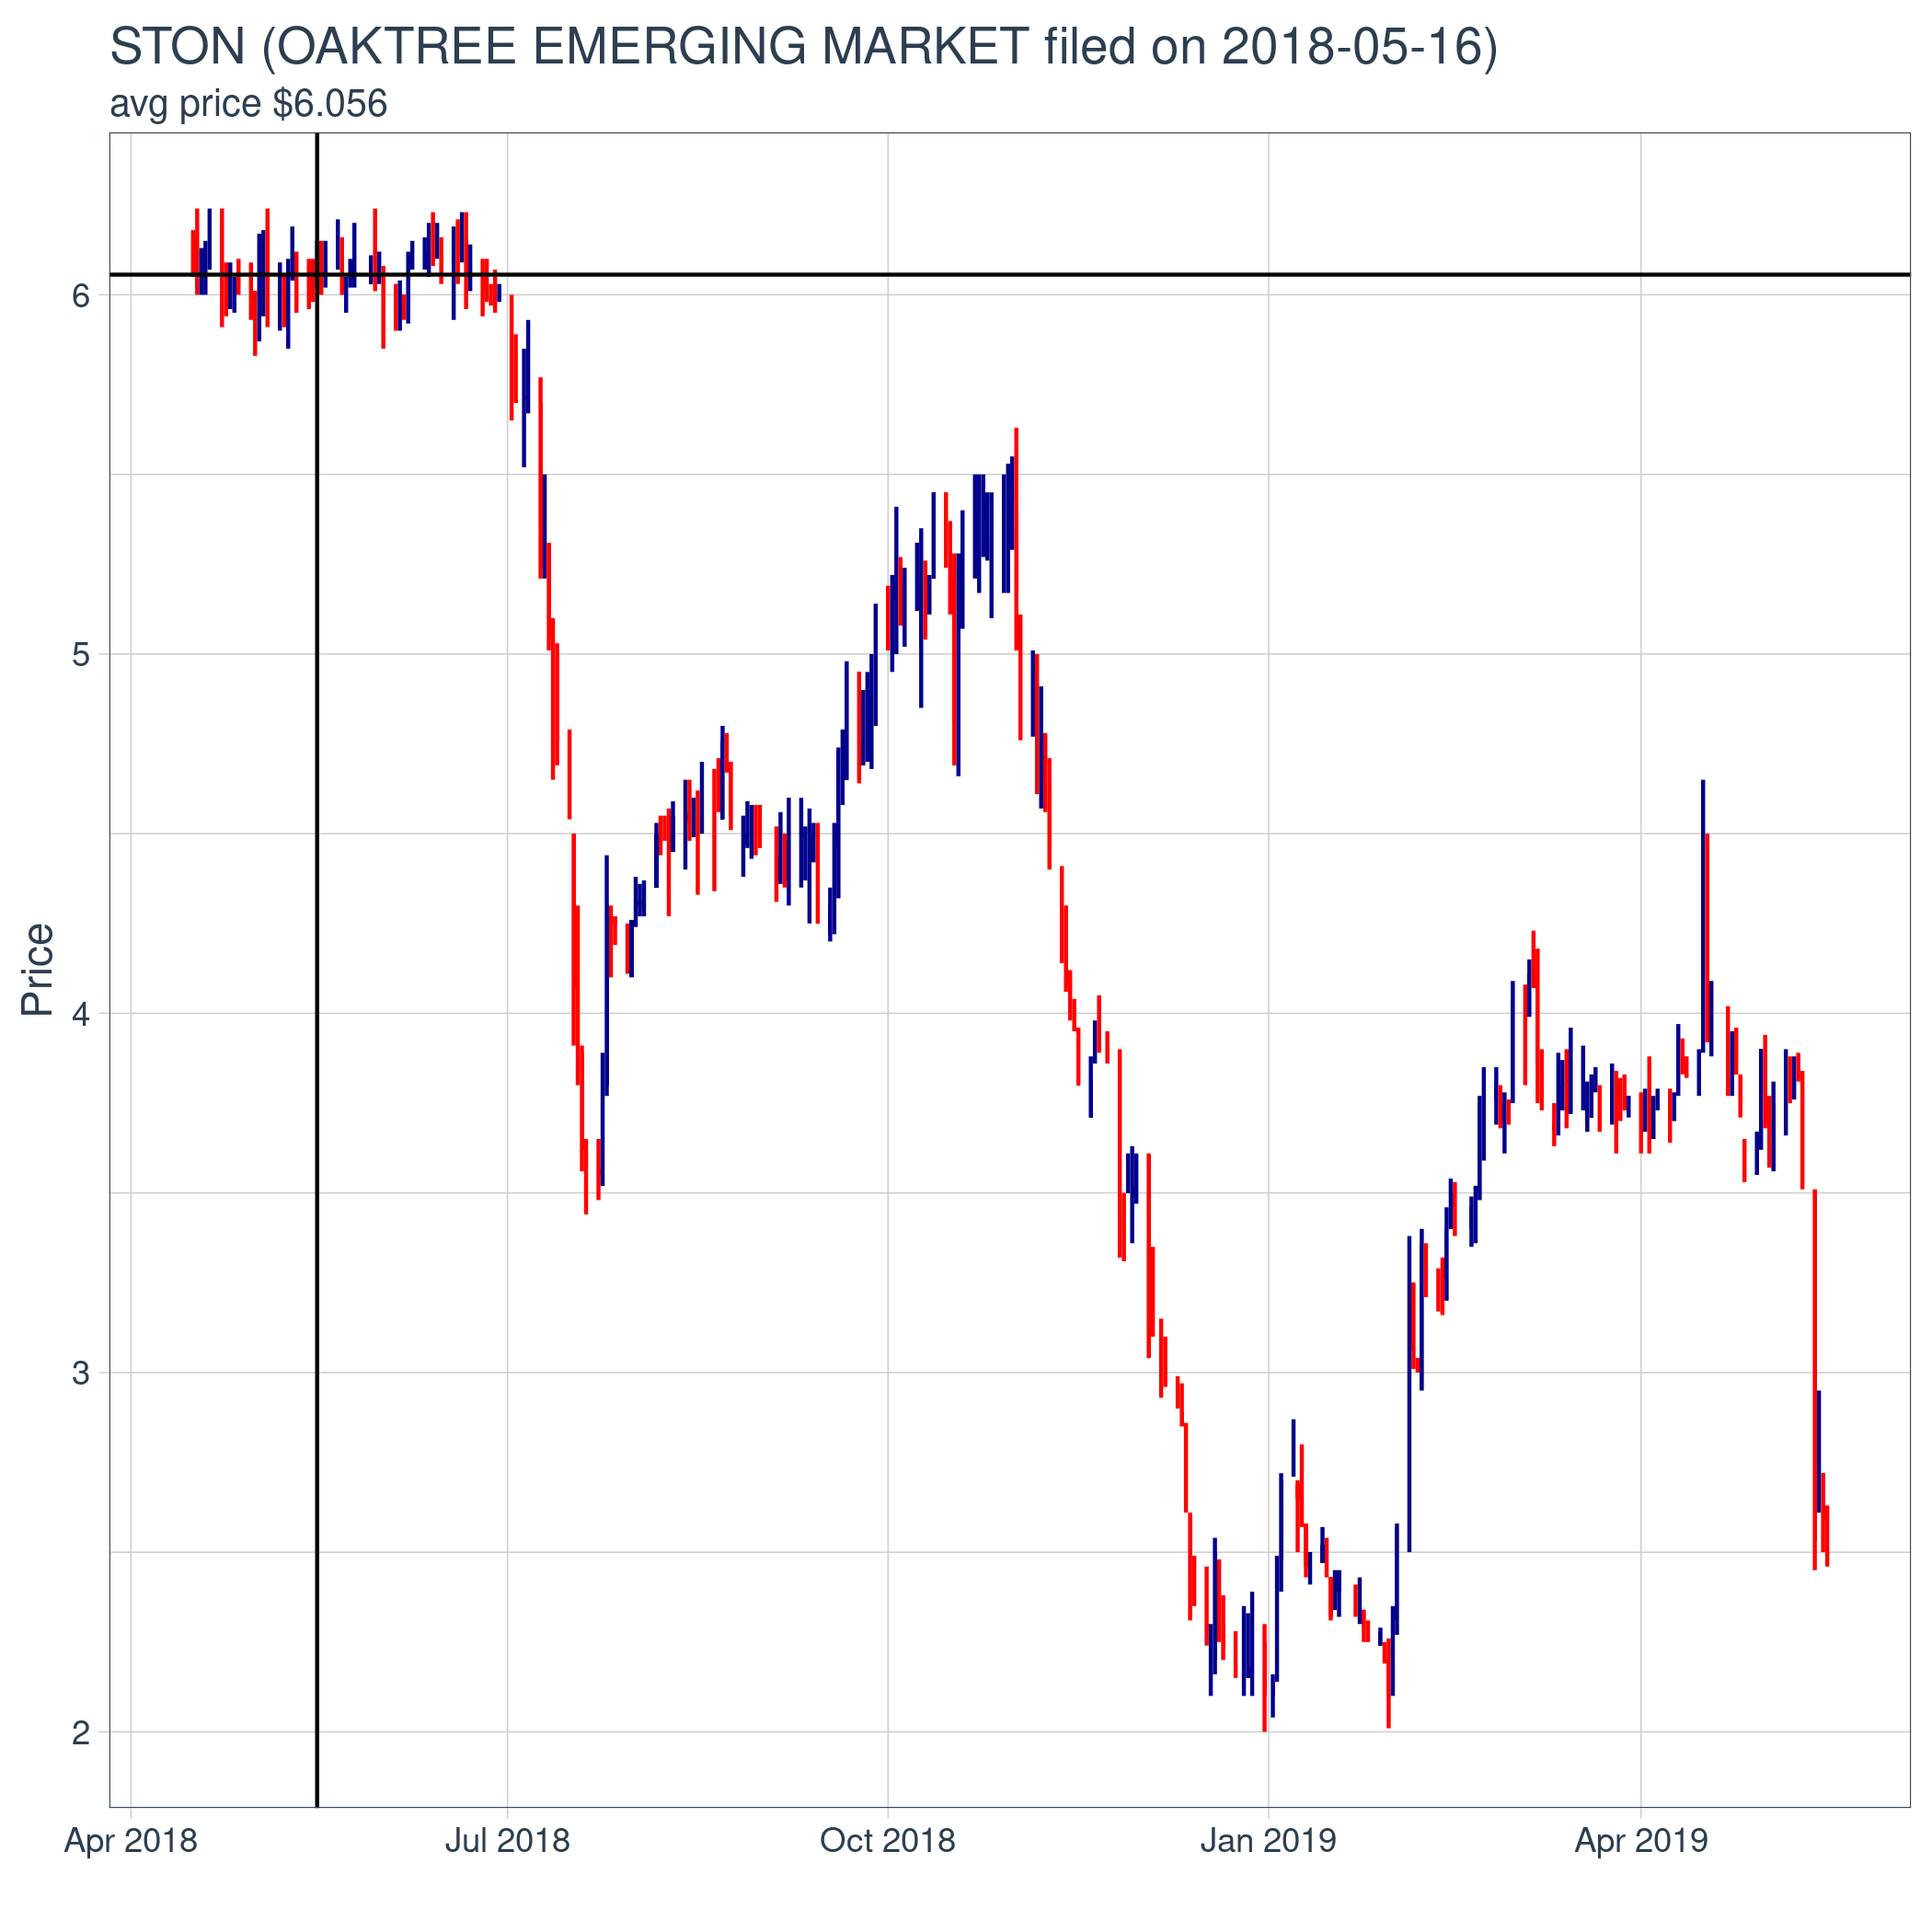 STON (OAKTREE EMERGING MARKET filed on 2018-05-16)
avg price $6.056
6
5
4
3
2
Price
Apr 2018 Jul 2018 Oct 2018 Jan 2019 Apr 2019